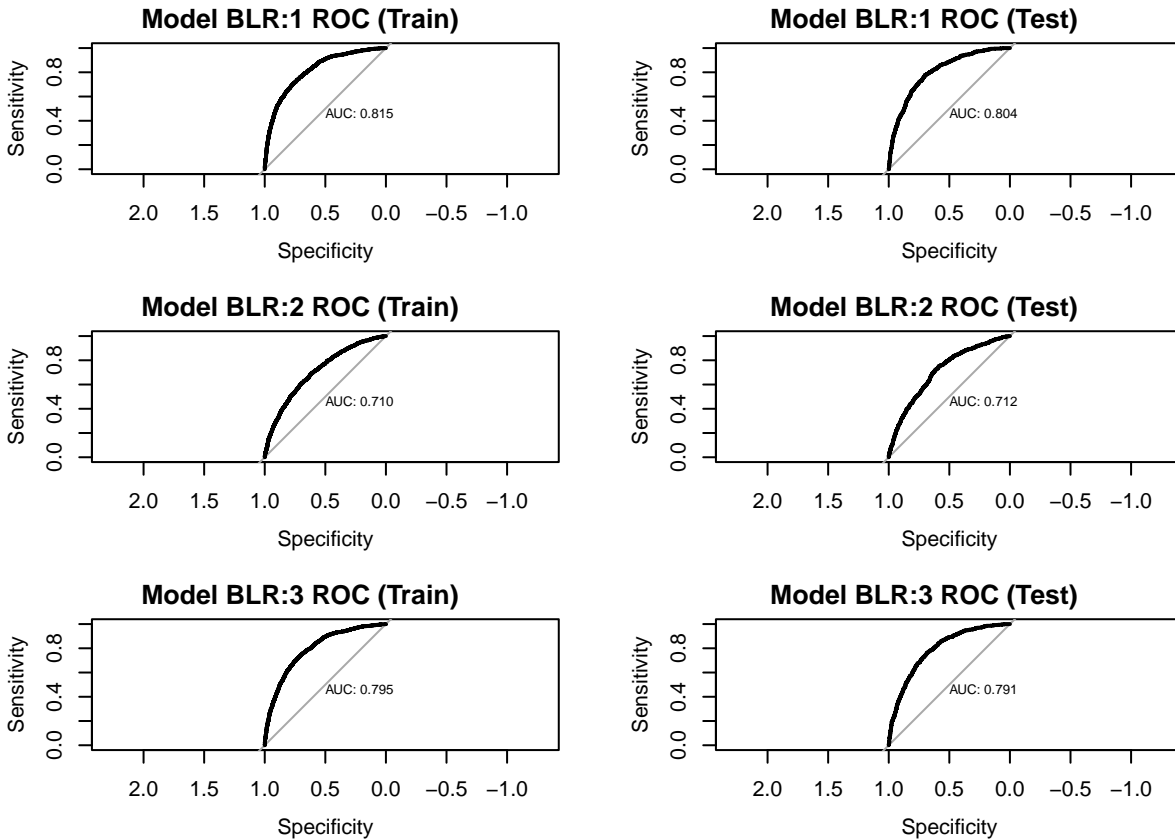 Model BLR:1 ROC (Train)
Sensitivity
0.0 0.4 0.8
AUC: 0.815
2.0 1.5 1.0 0.5 0.0 −0.5 −1.0
Specificity
Model BLR:1 ROC (Test)
Sensitivity
0.0 0.4 0.8
AUC: 0.804
2.0 1.5 1.0 0.5 0.0 −0.5 −1.0
Specificity
Model BLR:2 ROC (Train)
Sensitivity
0.0 0.4 0.8
AUC: 0.710
2.0 1.5 1.0 0.5 0.0 −0.5 −1.0
Specificity
Model BLR:2 ROC (Test)
Sensitivity
0.0 0.4 0.8
AUC: 0.712
2.0 1.5 1.0 0.5 0.0 −0.5 −1.0
Specificity
Model BLR:3 ROC (Train)
Sensitivity
0.0 0.4 0.8
AUC: 0.795
2.0 1.5 1.0 0.5 0.0 −0.5 −1.0
Specificity
Model BLR:3 ROC (Test)
Sensitivity
0.0 0.4 0.8
AUC: 0.791
2.0 1.5 1.0 0.5 0.0 −0.5 −1.0
Specificity